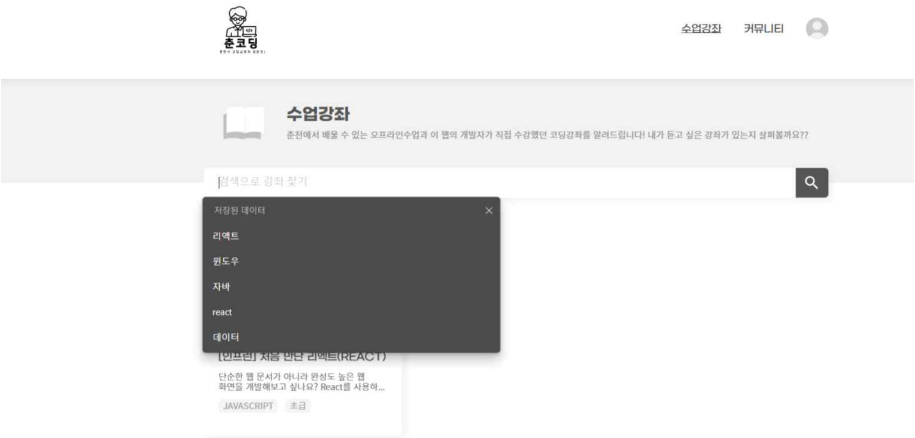 춘코딩
수업강좌
커뮤니티
수업강좌
춘천에서 배울 수 있는 오프라인수업과 이 웹의 개발자가 직접 수강했던 코딩강좌를 알려드립니다! 내가 듣고 싶은 강좌가 있는지 살펴볼까요??
검색으로 강좌 찾기
저장된 데이터
리액트
윈도우
자바
react
데이터
[인프런] 처음 만난 리액트(REACT)
단순한 웹 문서가 아니라 완성도 높은 웹
화면을 개발해보고 싶나요? React를 사용하...
JAVASCRIPT
초급